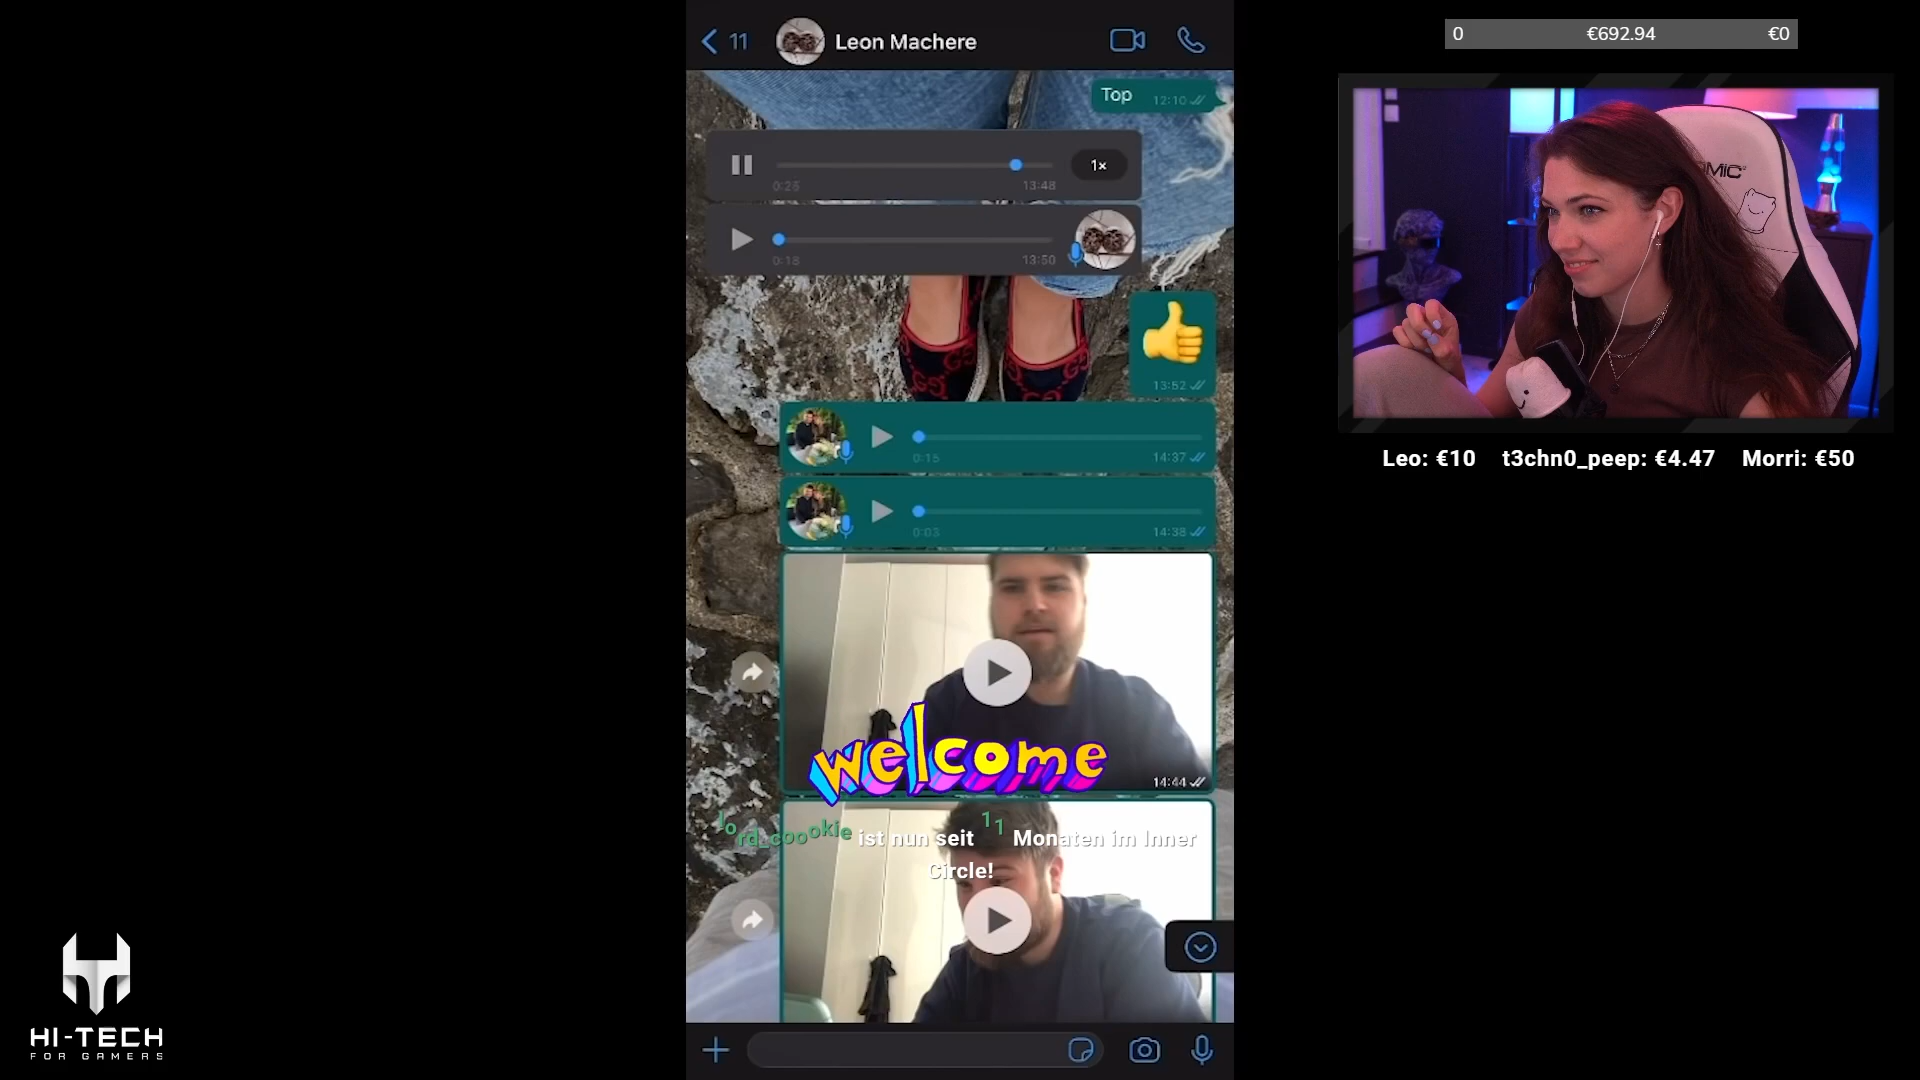 11 Leon Machere
0 €692.94 €0
Top 12:10
1×
0:25 13:48
0:18 13:50
13:52
0:15 14:37
0:03 14:38
14:44
welcome
lord_coookie ist nun seit 11 Monaten im Inner
Circle!
Leo: €10 t3chn0_peep: €4.47 Morri: €50
HI-TECH
FOR GAMERS